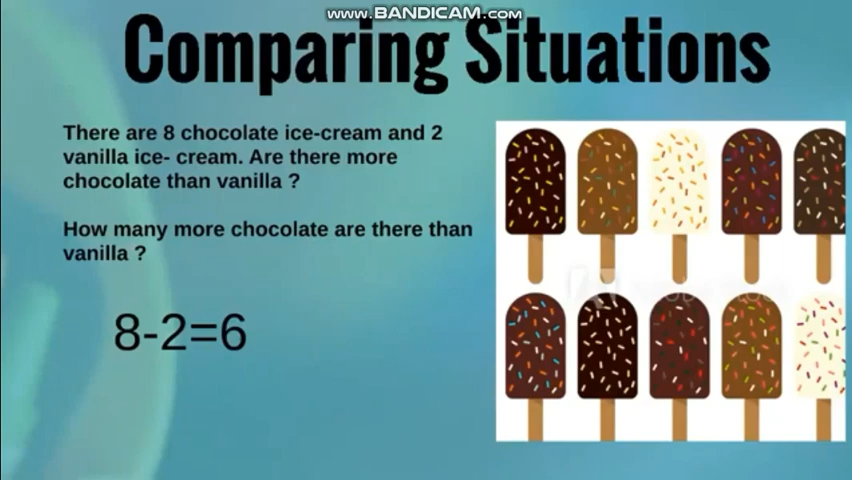 www.BANDICAM.com
Comparing Situations
There are 8 chocolate ice-cream and 2
vanilla ice- cream. Are there more
chocolate than vanilla ?
How many more chocolate are there than
vanilla ?
8-2=6